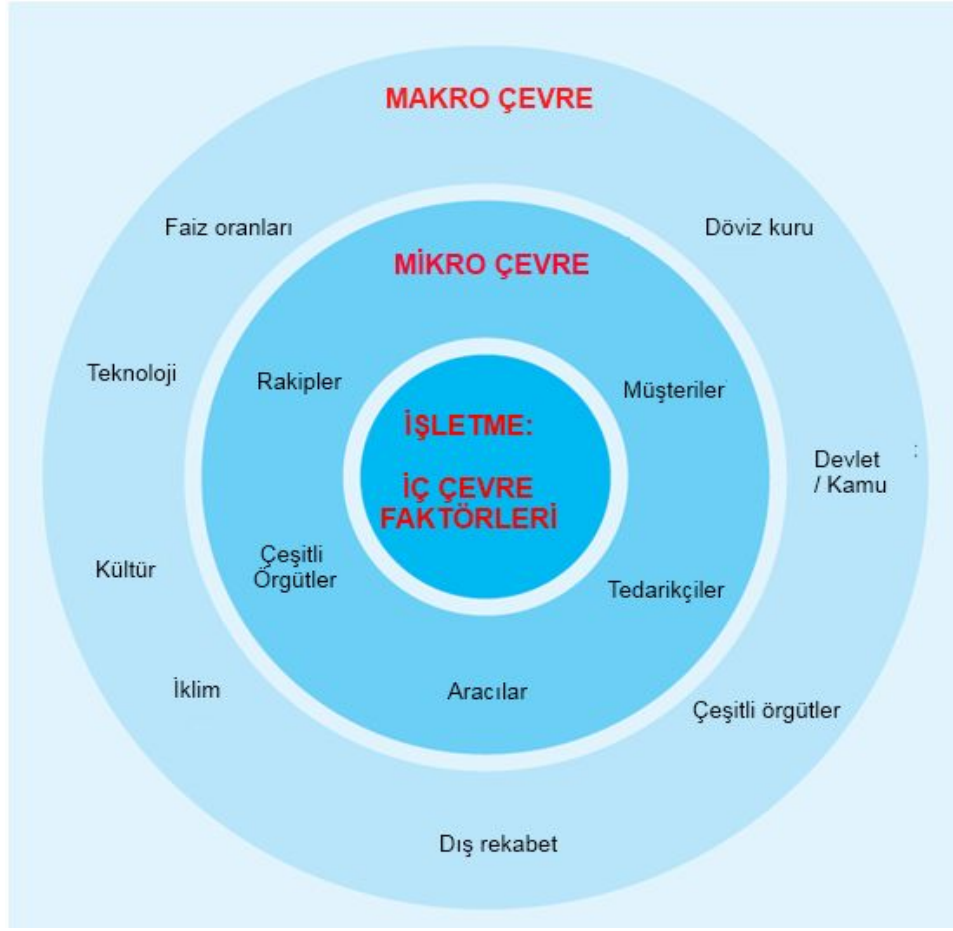 MAKRO ÇEVRE
Faiz oranları
Döviz kuru
MİKRO ÇEVRE
Teknoloji
Rakipler
Müşteriler
İŞLETME:
İÇ ÇEVRE
FAKTÖRLERİ
Devlet :
/ Kamu
Kültür
Çeşitli
Örgütler
Tedarikçiler
İklim
Aracılar
Çeşitli örgütler
Dış rekabet